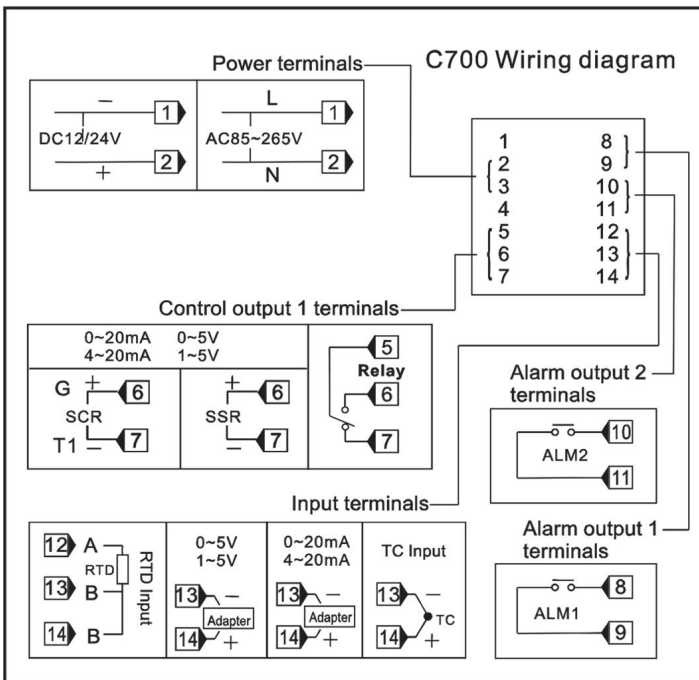 C700 Wiring diagram
Power terminals
− 1
DC12/24V
+ 2
L 1
AC85~265V
N 2
1 8
2 9
3 10
4 11
5 12
6 13
7 14
Control output 1 terminals
0~20mA 0~5V
4~20mA 1~5V
G + 6
SCR
T1 − 7
+ 6
SSR
− 7
5
Relay
6
7
Alarm output 2
terminals
10
ALM2
11
Input terminals
12 A
RTD
13 B
14 B
RTD Input
0~5V
1~5V
13 −
Adapter
14 +
0~20mA
4~20mA
13 −
Adapter
14 +
TC Input
13 −
TC
14 +
Alarm output 1
terminals
8
ALM1
9